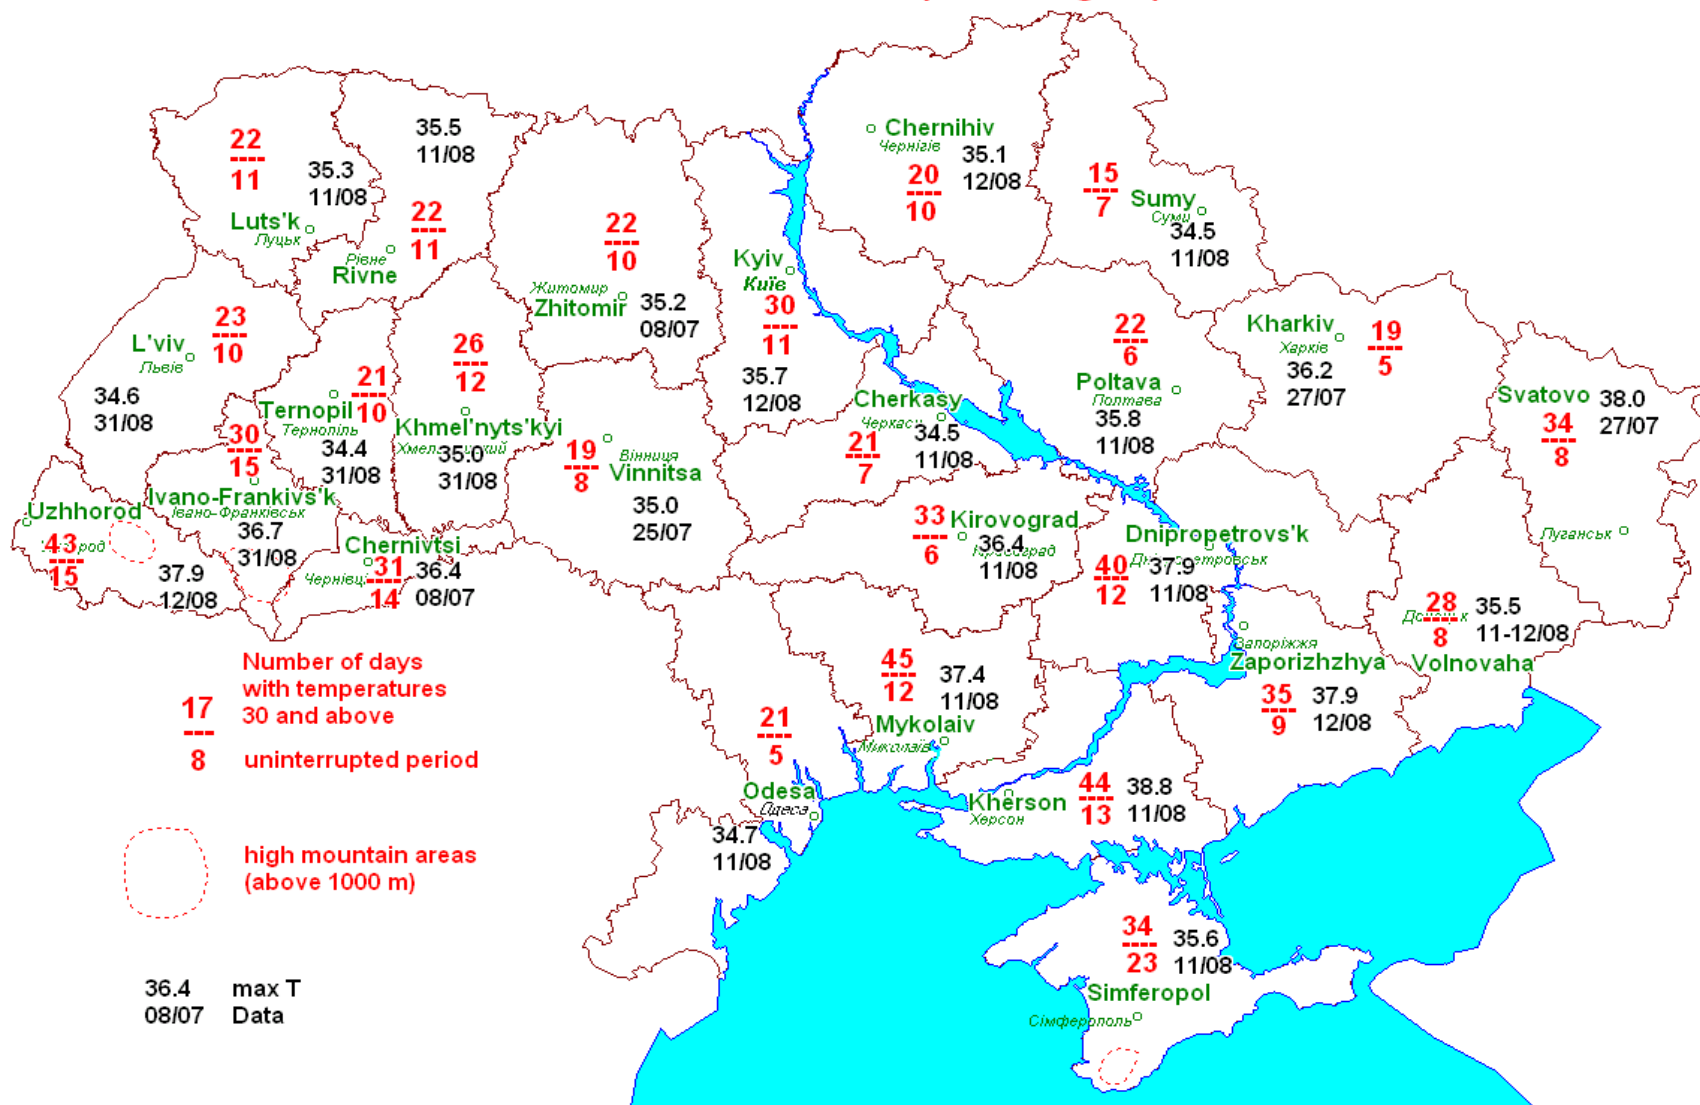 Chernihiv
Чернігів
35.1
12/08
20
10
15
7
Sumy
Суми
34.5
11/08
22
11
35.3
11/08
Luts'k
Луцьк
35.5
11/08
22
11
Рівне
Rivne
22
10
Житомир
Zhitomir
35.2
08/07
Kyiv
Київ
30
11
35.7
12/08
23
10
L'viv
Львів
34.6
31/08
21
10
Ternopil
Тернопіль
34.4
31/08
26
12
Khmel'nyts'kyi
35.0
31/08
19
8
Вінниця
Vinnitsa
35.0
25/07
Cherkasy
Черкаси
34.5
11/08
21
7
22
6
Poltava
Полтава
35.8
11/08
Kharkiv
Харків
36.2
27/07
19
5
Svatovo
38.0
27/07
34
8
Луганськ
30
15
Ivano-Frankivs'k
Івано-Франківськ
36.7
31/08
Uzhhorod
43
15
37.9
12/08
Chernivtsi
Чернівці
31
14
36.4
08/07
33
6
Kirovograd
36.4
11/08
Dnipropetrovs'k
40
12
37.9
11/08
28
8
35.5
11-12/08
Volnovaha
Запоріжжя
Zaporizhzhya
35
9
37.9
12/08
45
12
37.4
11/08
Mykolaiv
Миколаїв
21
5
Odesa
Одеса
34.7
11/08
Kherson
Херсон
44
13
38.8
11/08
34
23
35.6
11/08
Simferopol
Сімферополь
Number of days
with temperatures
30 and above
17
8
uninterrupted period
high mountain areas
(above 1000 m)
36.4 max T
08/07 Data